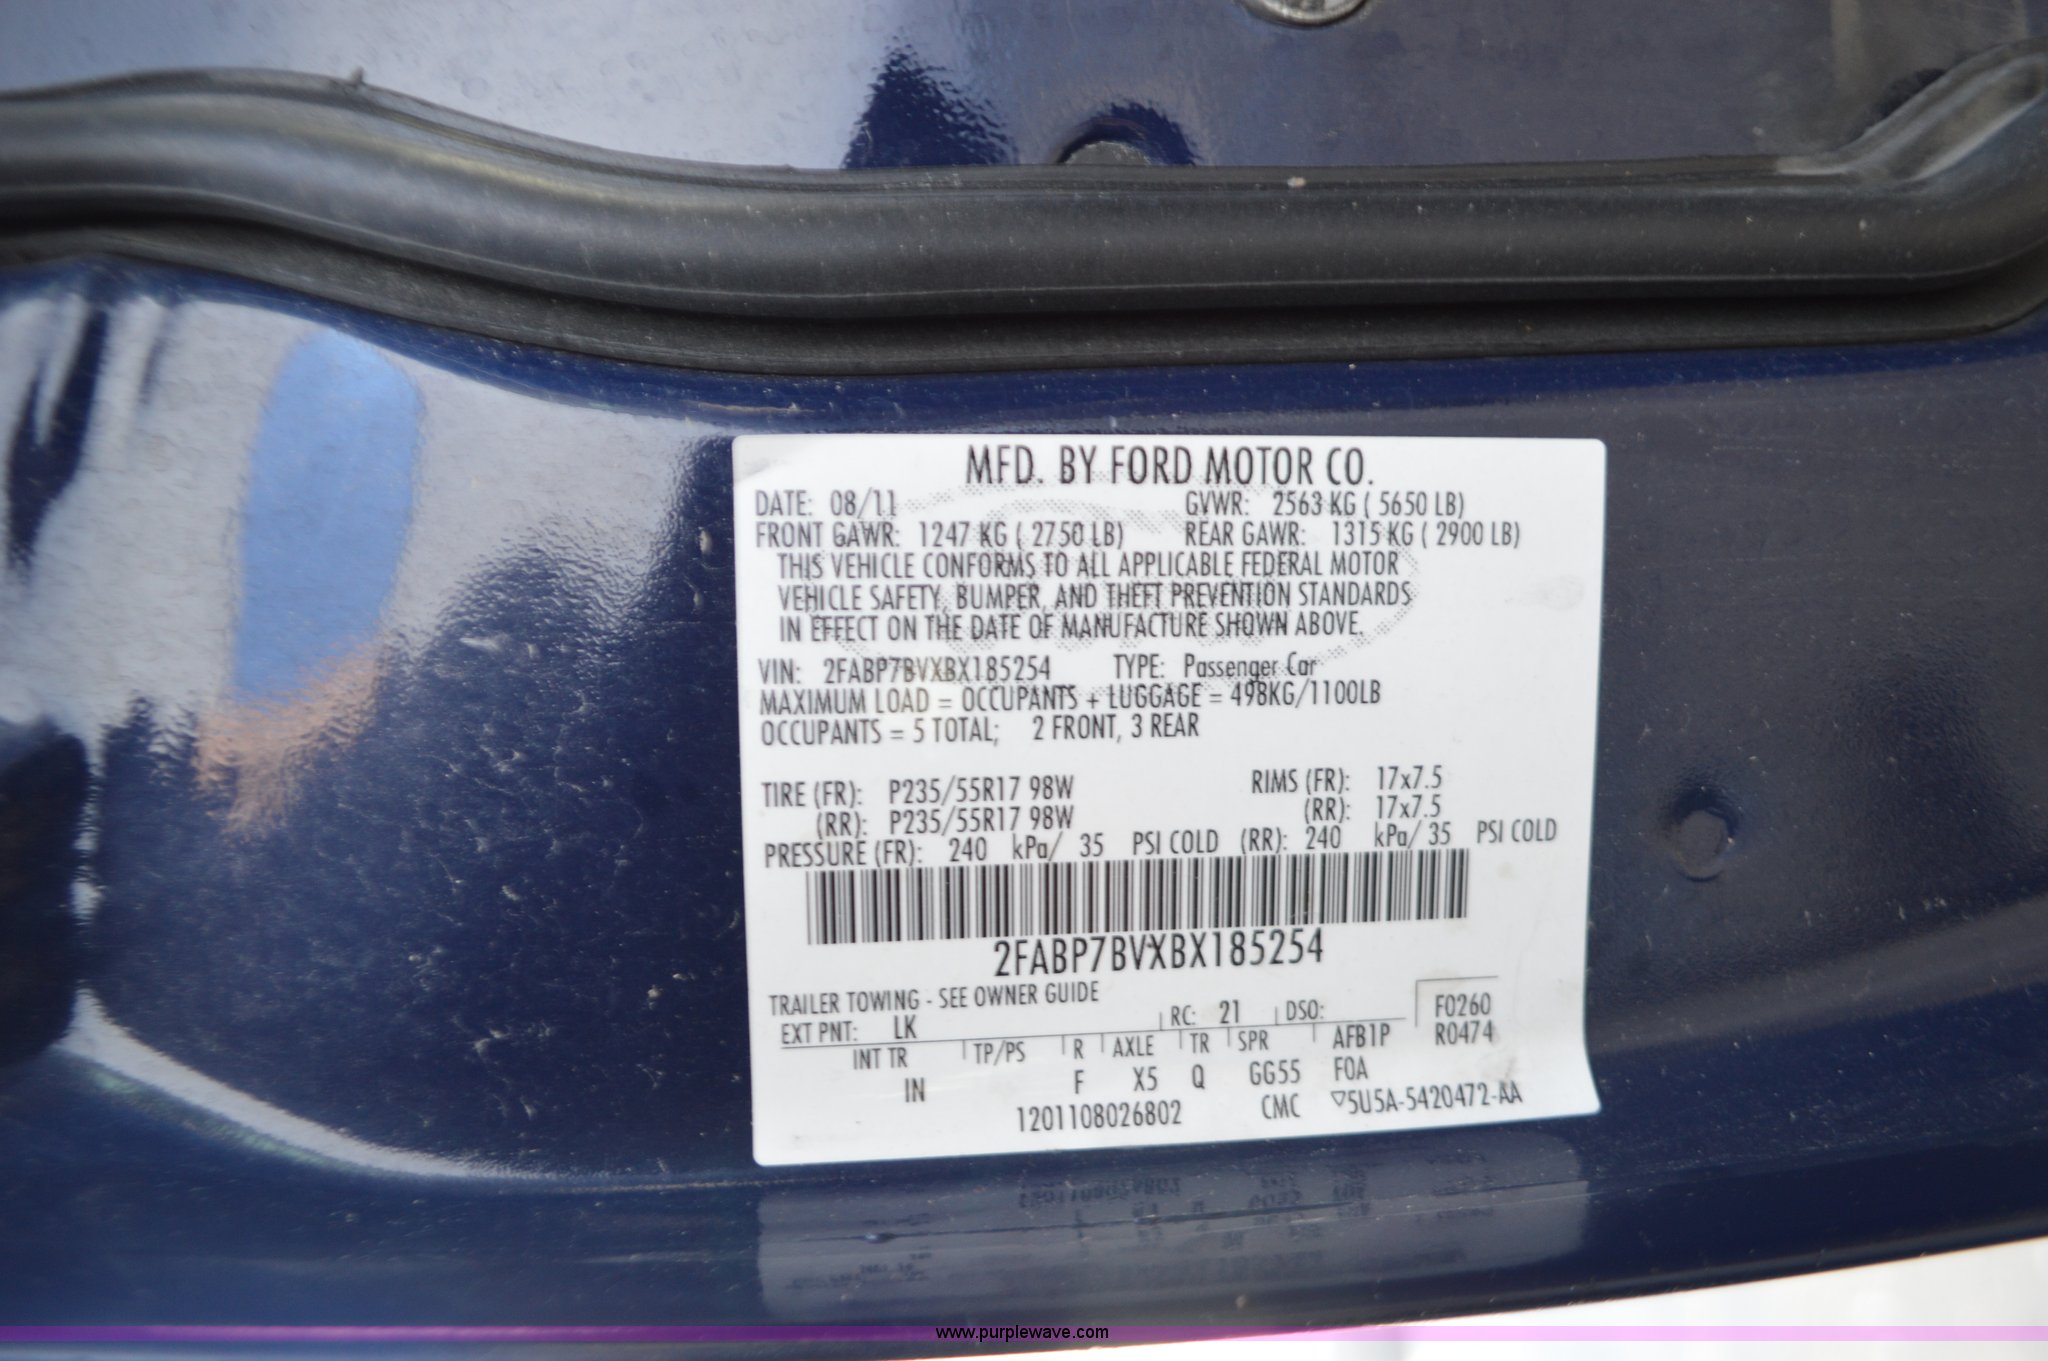 MFD. BY FORD MOTOR CO.
DATE: 08/11 GVWR: 2563 KG ( 5650 LB)
FRONT GAWR: 1247 KG ( 2750 LB) REAR GAWR: 1315 KG ( 2900 LB)
THIS VEHICLE CONFORMS TO ALL APPLICABLE FEDERAL MOTOR
VEHICLE SAFETY, BUMPER, AND THEFT PREVENTION STANDARDS
IN EFFECT ON THE DATE OF MANUFACTURE SHOWN ABOVE.
VIN: 2FABP7BVXBX185254 TYPE: Passenger Car
MAXIMUM LOAD = OCCUPANTS + LUGGAGE = 498KG/1100LB
OCCUPANTS = 5 TOTAL; 2 FRONT, 3 REAR
TIRE (FR): P235/55R17 98W RIMS (FR): 17x7.5
(RR): P235/55R17 98W (RR): 17x7.5
PRESSURE (FR): 240 kPa/ 35 PSI COLD (RR): 240 kPa/ 35 PSI COLD
2FABP7BVXBX185254
TRAILER TOWING - SEE OWNER GUIDE
EXT PNT: LK RC: 21 DSO: F0260
INT TR TP/PS R AXLE TR SPR AFB1P R0474
IN F X5 Q GG55 FOA
1201108026802 CMC ▽5U5A-5420472-AA
www.purplewave.com